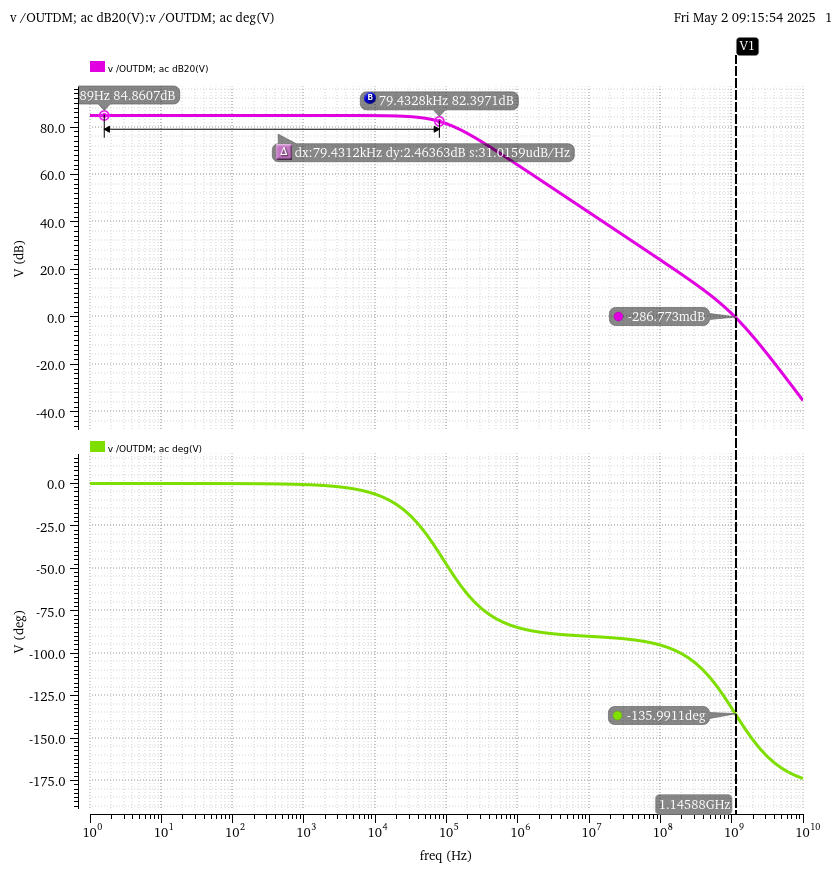 v /OUTDM; ac dB20(V):v /OUTDM; ac deg(V) Fri May 2 09:15:54 2025 1
V1
v /OUTDM; ac dB20(V)
89Hz 84.8607dB
B 79.4328kHz 82.3971dB
Δ dx:79.4312kHz dy:2.46363dB s:31.0159udB/Hz
80.0
60.0
40.0
20.0
0.0
-20.0
-40.0
V (dB)
-286.773mdB
v /OUTDM; ac deg(V)
0.0
-25.0
-50.0
-75.0
-100.0
-125.0
-150.0
-175.0
V (deg)
-135.9911deg
1.14588GHz
10^0 10^1 10^2 10^3 10^4 10^5 10^6 10^7 10^8 10^9 10^10
freq (Hz)